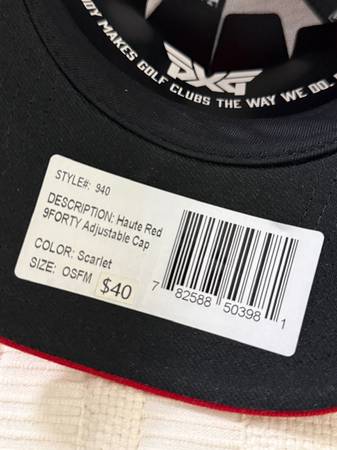 ODY MAKES GOLF CLUBS THE WAY WE DO.
PXG
STYLE#: 940
DESCRIPTION: Haute Red
9FORTY Adjustable Cap
COLOR: Scarlet
SIZE: OSFM
$40
7 82588 50398 1